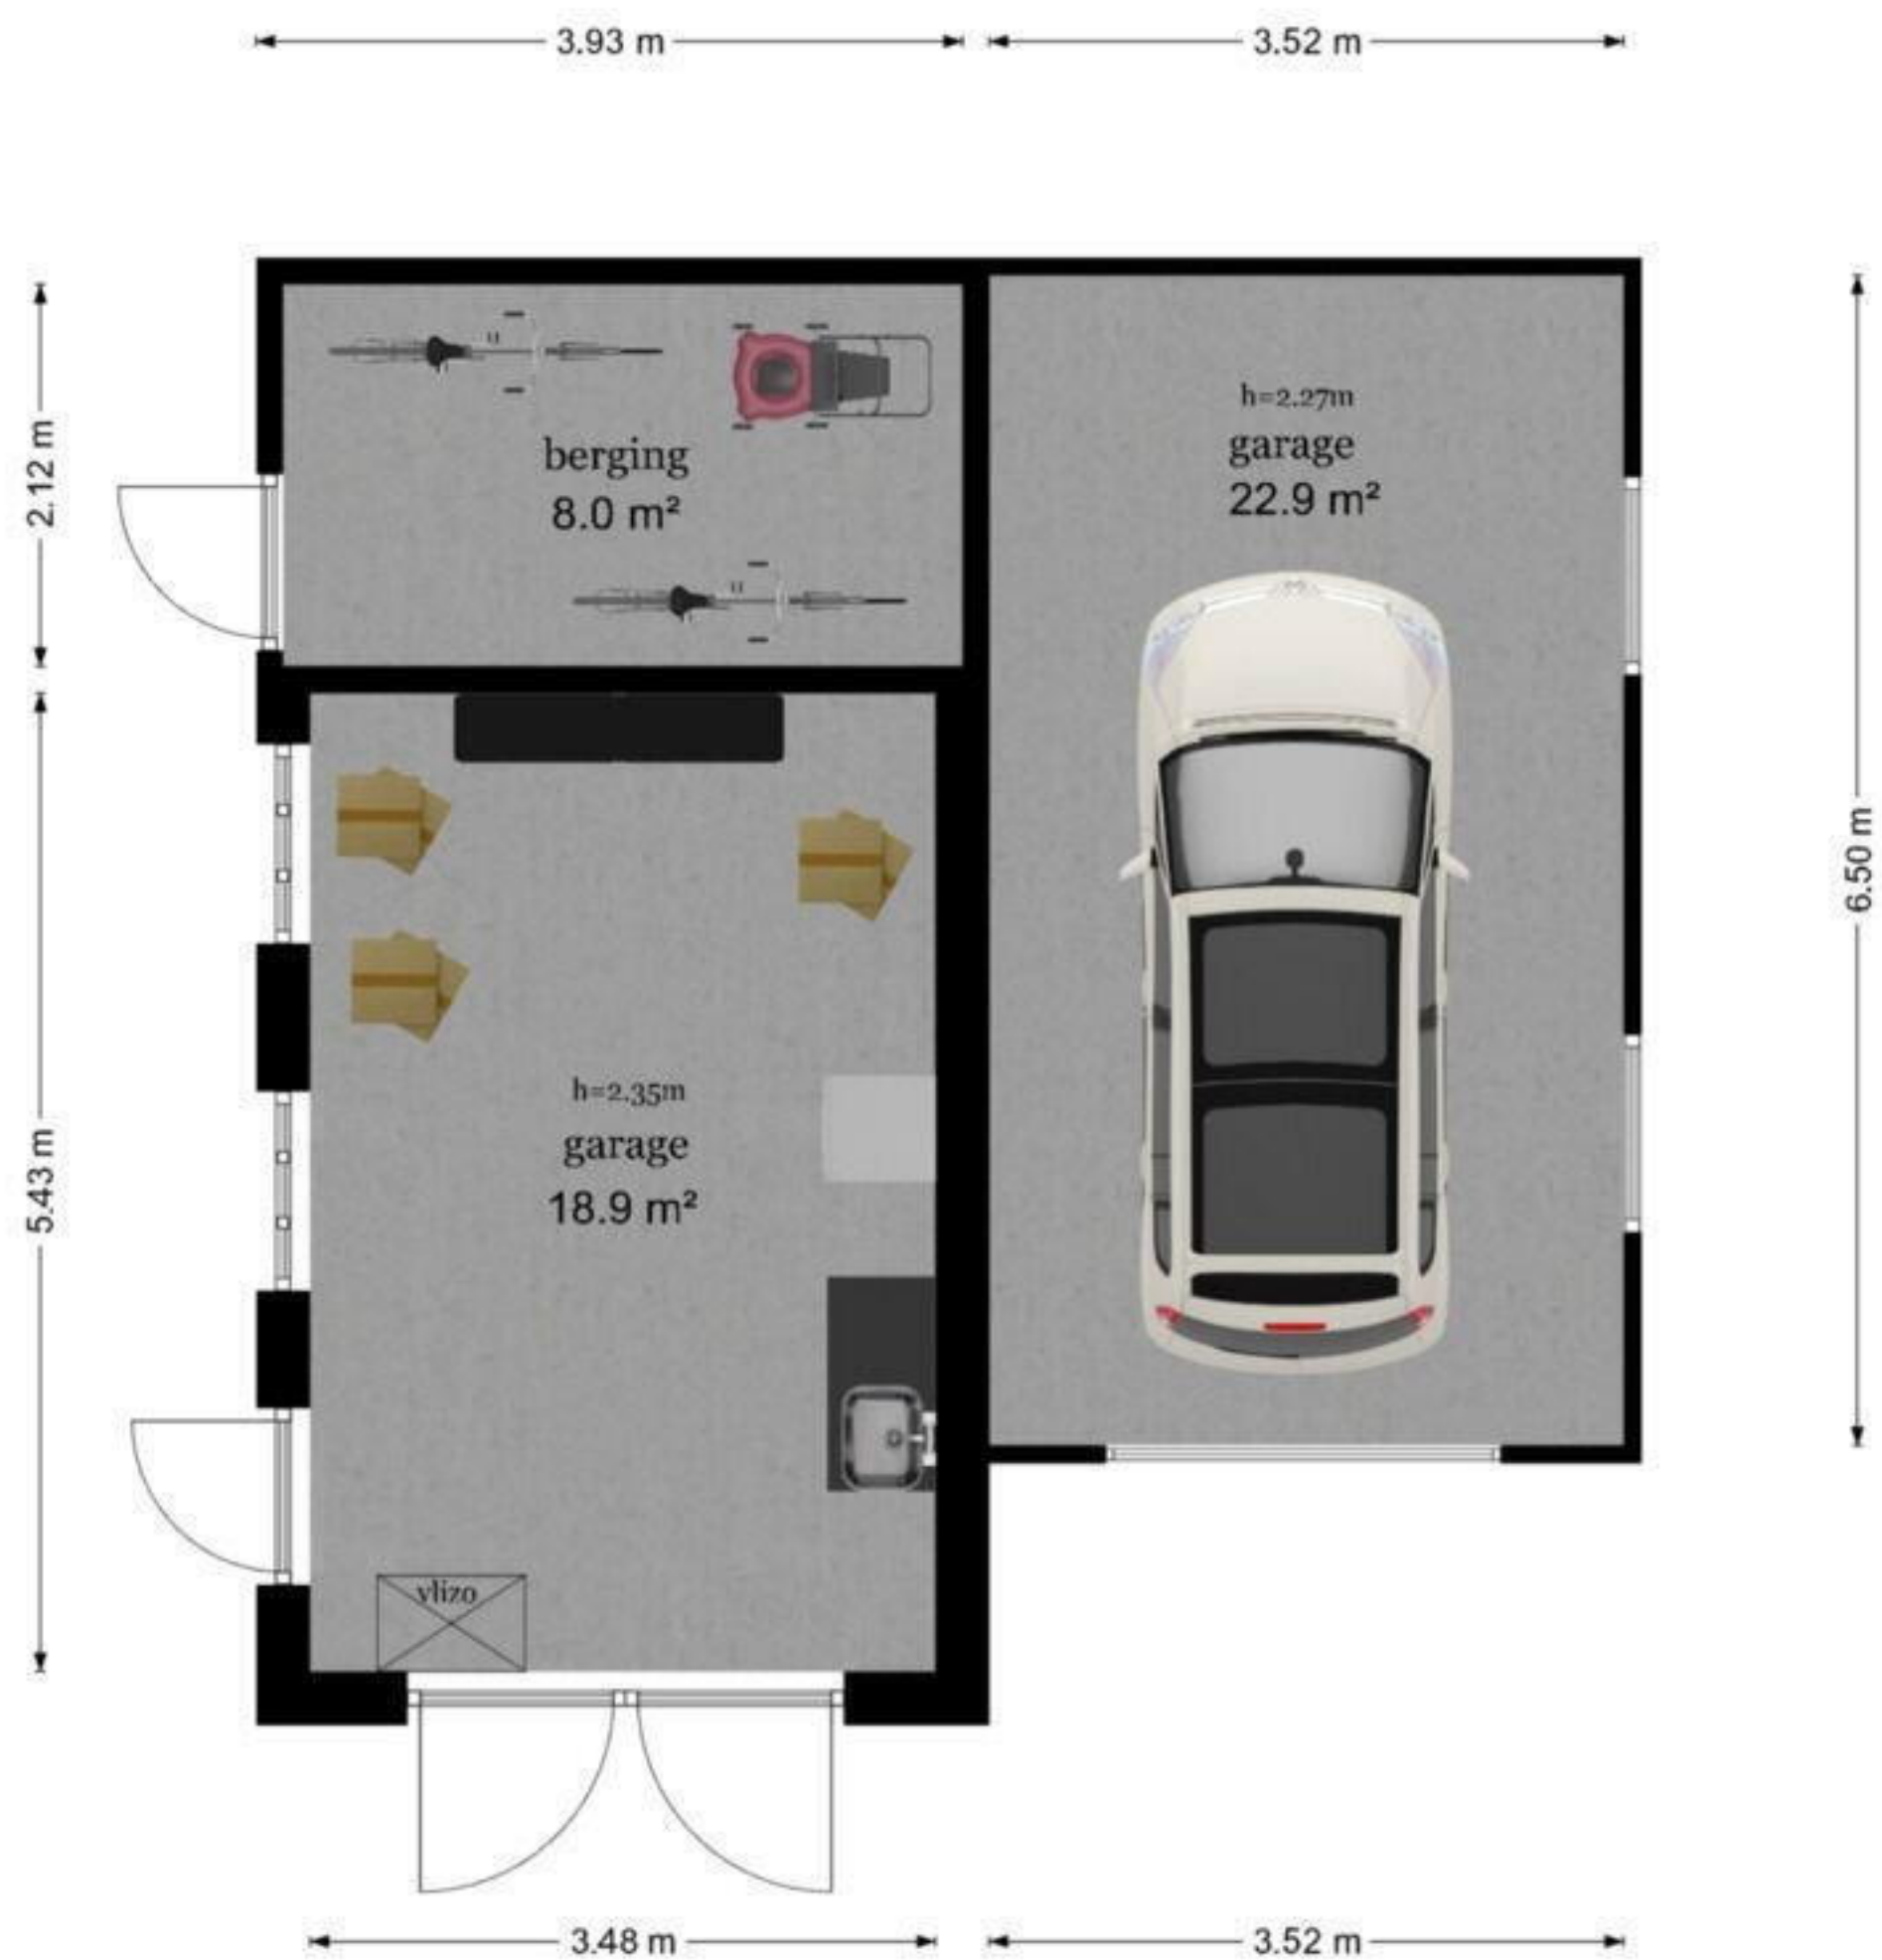 3.93 m
3.52 m
2.12 m
berging
8.0 m²
h=2.27m
garage
22.9 m²
6.50 m
5.43 m
h=2.35m
garage
18.9 m²
vlizo
3.48 m
3.52 m